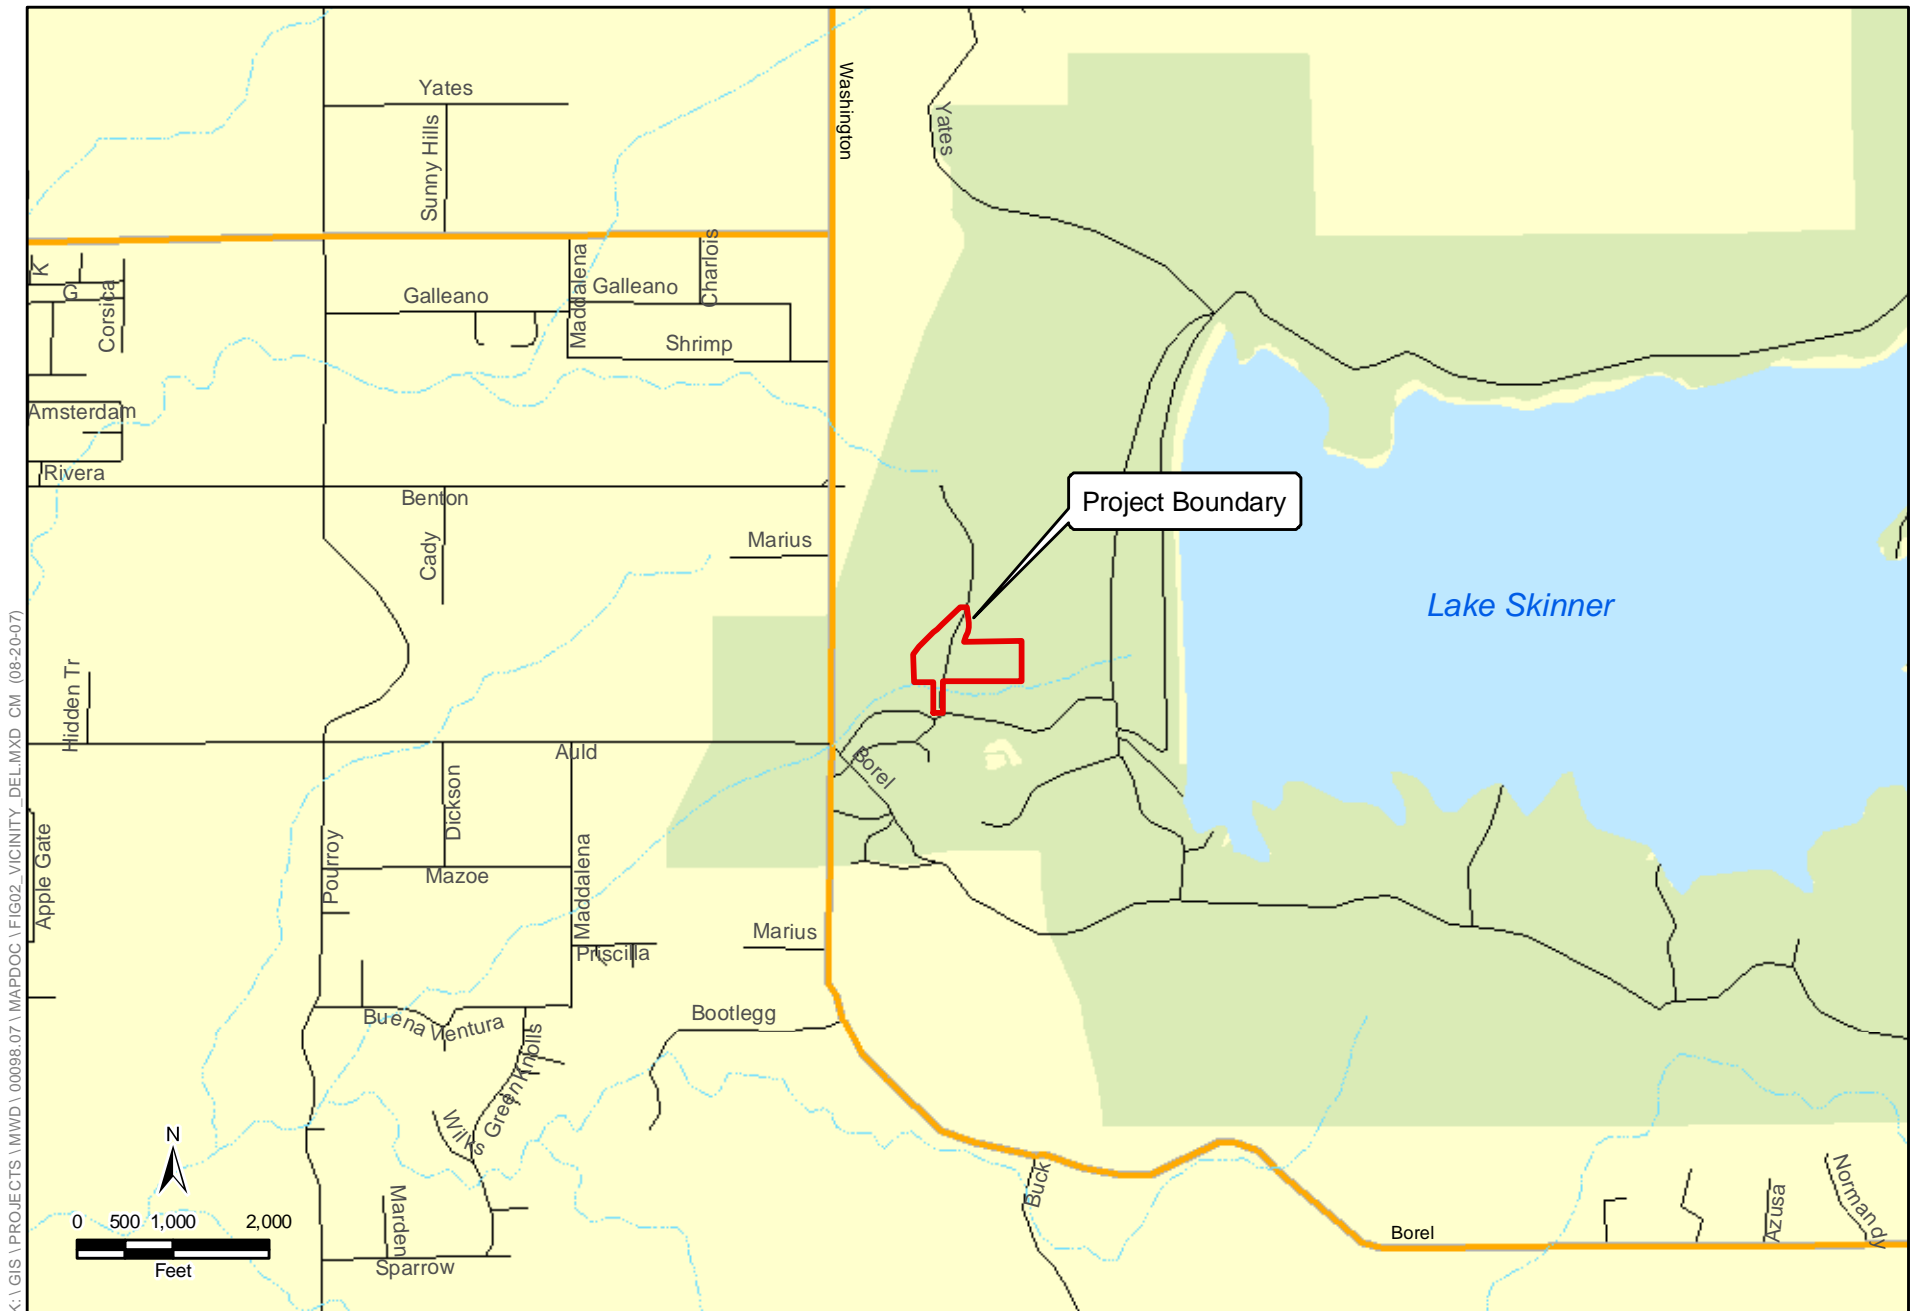 Yates
Sunny Hills
Washington
Yates
K
G
Corsica
Galleano
Maddalena
Galleano
Charlois
Shrimp
Amsterdam
Rivera
Benton
Cady
Marius
Project Boundary
Lake Skinner
Hidden Tr
Auld
Borel
Dickson
Apple Gate
Pourroy
Mazoe
Maddalena
Marius
Priscilla
Bootlegg
Buena Ventura
Green Knolls
Wilks
N
Buck
Marden
Sparrow
Borel
Azusa
Normandy
0 500 1,000 2,000
Feet
K: \ GIS \ PROJECTS \ MWD \ 00098.07 \ MAPDOC \ FIG02_VICINITY_DEL.MXD CM (08-20-07)